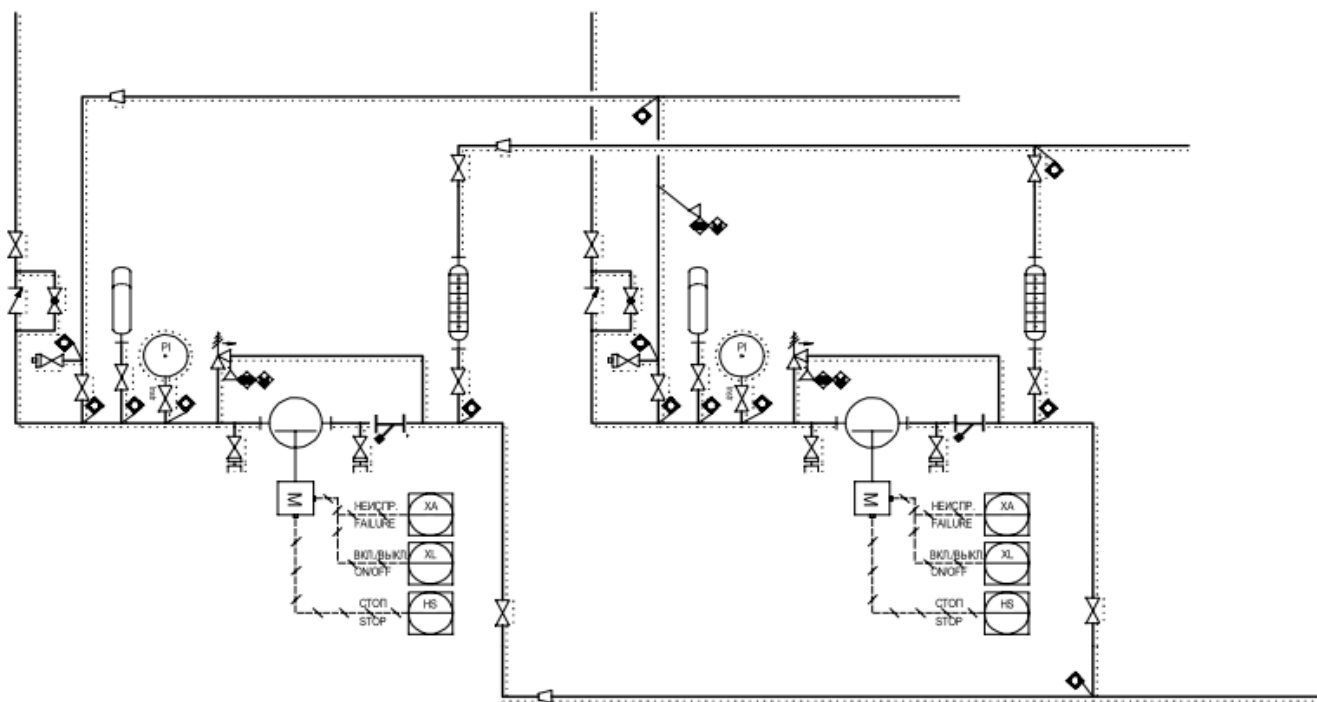 PI
PI
M
НЕИСПР.
FAILURE
XA
ВКЛ./ВЫКЛ.
ON/OFF
XL
СТОП
STOP
HS
M
НЕИСПР.
FAILURE
XA
ВКЛ./ВЫКЛ.
ON/OFF
XL
СТОП
STOP
HS